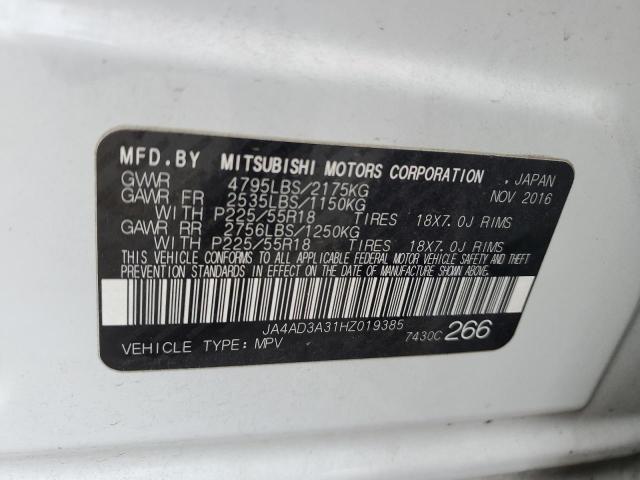 MFD.BY MITSUBISHI MOTORS CORPORATION , JAPAN
GVWR 4795LBS/2175KG NOV 2016
GAWR FR 2535LBS/1150KG
WITH P225/55R18 TIRES 18X7.0J RIMS
GAWR RR 2756LBS/1250KG
WITH P225/55R18 TIRES 18X7.0J RIMS
THIS VEHICLE CONFORMS TO ALL APPLICABLE FEDERAL MOTOR VEHICLE SAFETY AND THEFT
PREVENTION STANDARDS IN EFFECT ON THE DATE OF MANUFACTURE SHOWN ABOVE.
JA4AD3A31HZ019385
VEHICLE TYPE: MPV 7430C 266